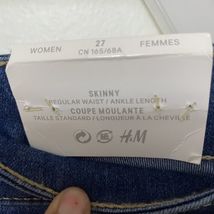 27
WOMEN FEMMES
CN 165/68A
SKINNY
REGULAR WAIST / ANKLE LENGTH
COUPE MOULANTE
TAILLE STANDARD / LONGUEUR À LA CHEVILLE
H&M